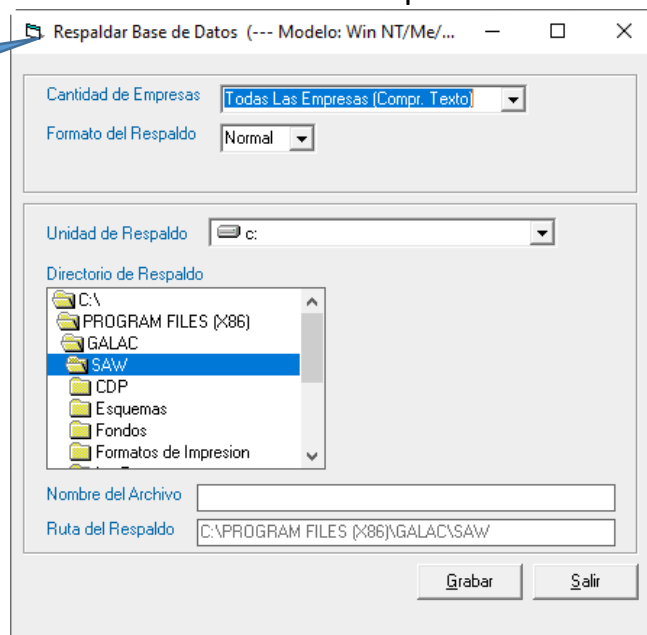 Respaldar Base de Datos (--- Modelo: Win NT/Me/...
Cantidad de Empresas Todas Las Empresas (Compr. Texto)
Formato del Respaldo Normal
Unidad de Respaldo c:
Directorio de Respaldo
C:\
PROGRAM FILES (X86)
GALAC
SAW
CDP
Esquemas
Fondos
Formatos de Impresion
Nombre del Archivo
Ruta del Respaldo C:\PROGRAM FILES (X86)\GALAC\SAW
Grabar Salir